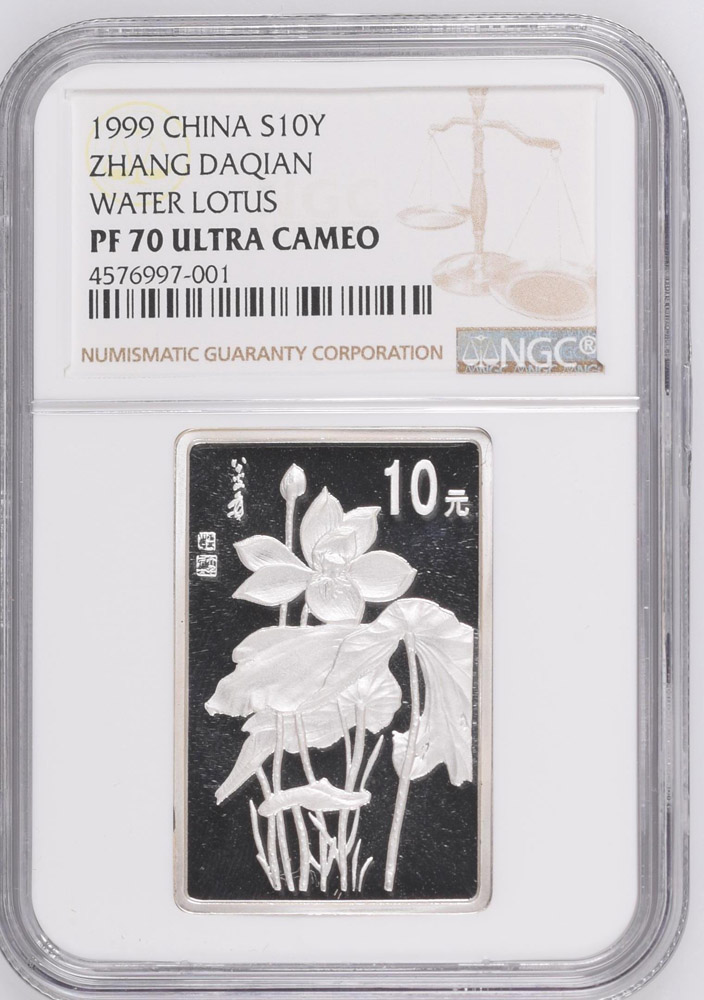 1999 CHINA S10Y
ZHANG DAQIAN
WATER LOTUS
PF 70 ULTRA CAMEO
4576997-001
NUMISMATIC GUARANTY CORPORATION
NGC®
10元